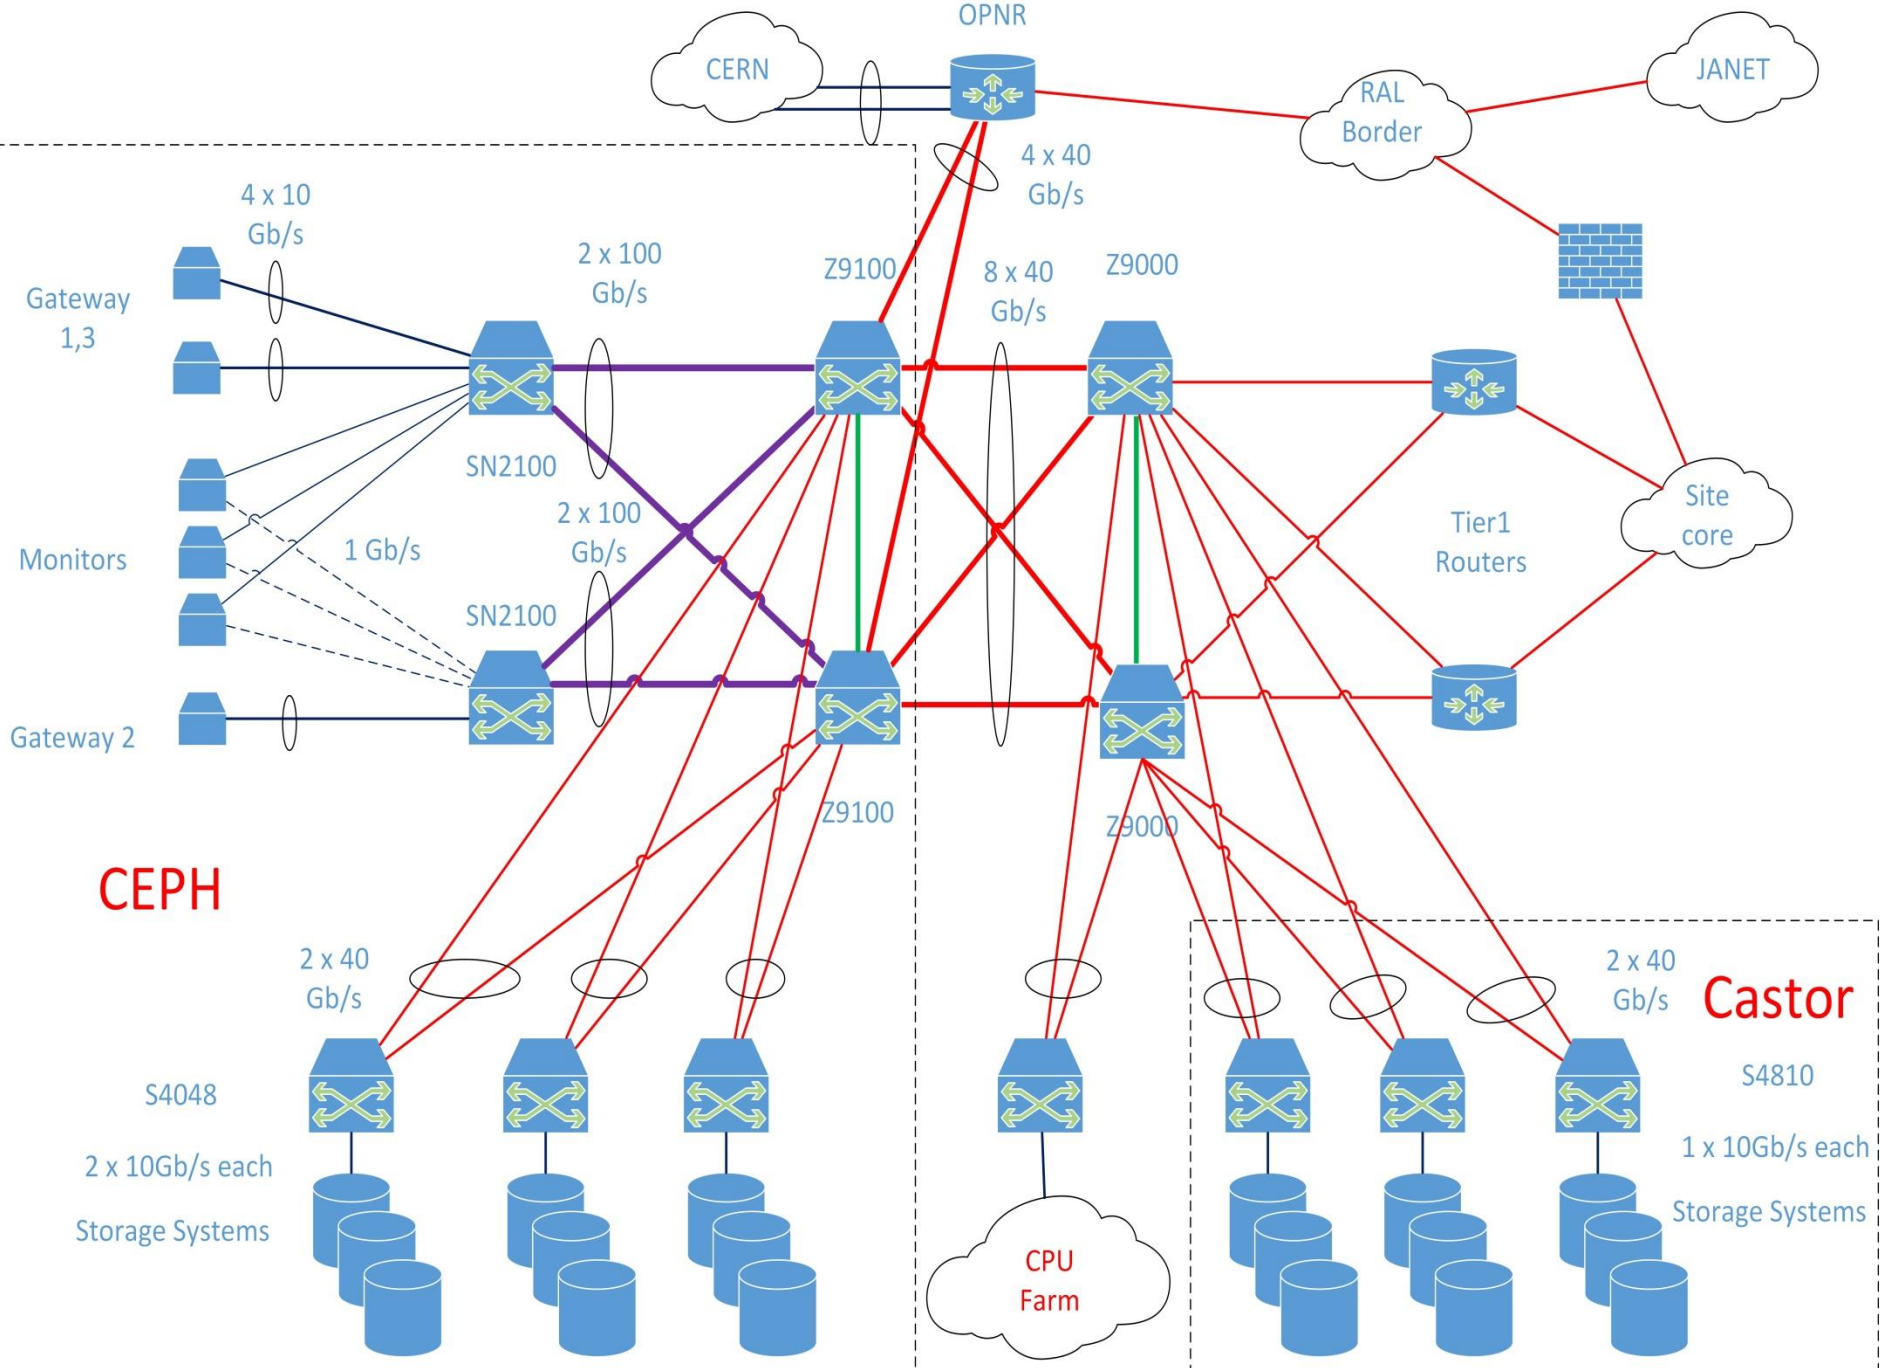 OPNR
CERN
JANET
RAL
Border
4 x 40
Gb/s
4 x 10
Gb/s
2 x 100
Gb/s
Z9100
8 x 40
Gb/s
Z9000
Gateway
1,3
SN2100
2 x 100
Gb/s
Monitors
1 Gb/s
Tier1
Routers
Site
core
SN2100
Gateway 2
Z9100
Z9000
CEPH
2 x 40
Gb/s
2 x 40
Gb/s
Castor
S4048
S4810
2 x 10Gb/s each
1 x 10Gb/s each
Storage Systems
Storage Systems
CPU
Farm